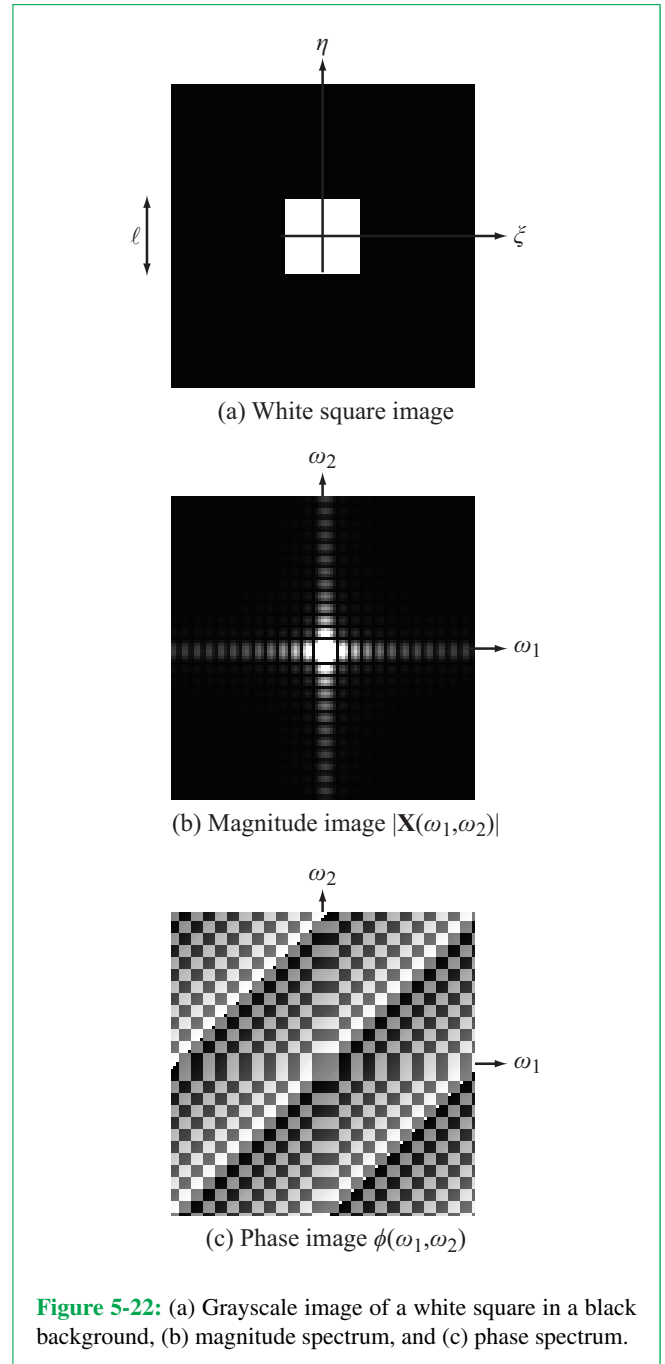 η
ℓ
ξ
(a) White square image
ω2
ω1
(b) Magnitude image |X(ω1,ω2)|
ω2
ω1
(c) Phase image ϕ(ω1,ω2)
Figure 5-22: (a) Grayscale image of a white square in a black
background, (b) magnitude spectrum, and (c) phase spectrum.